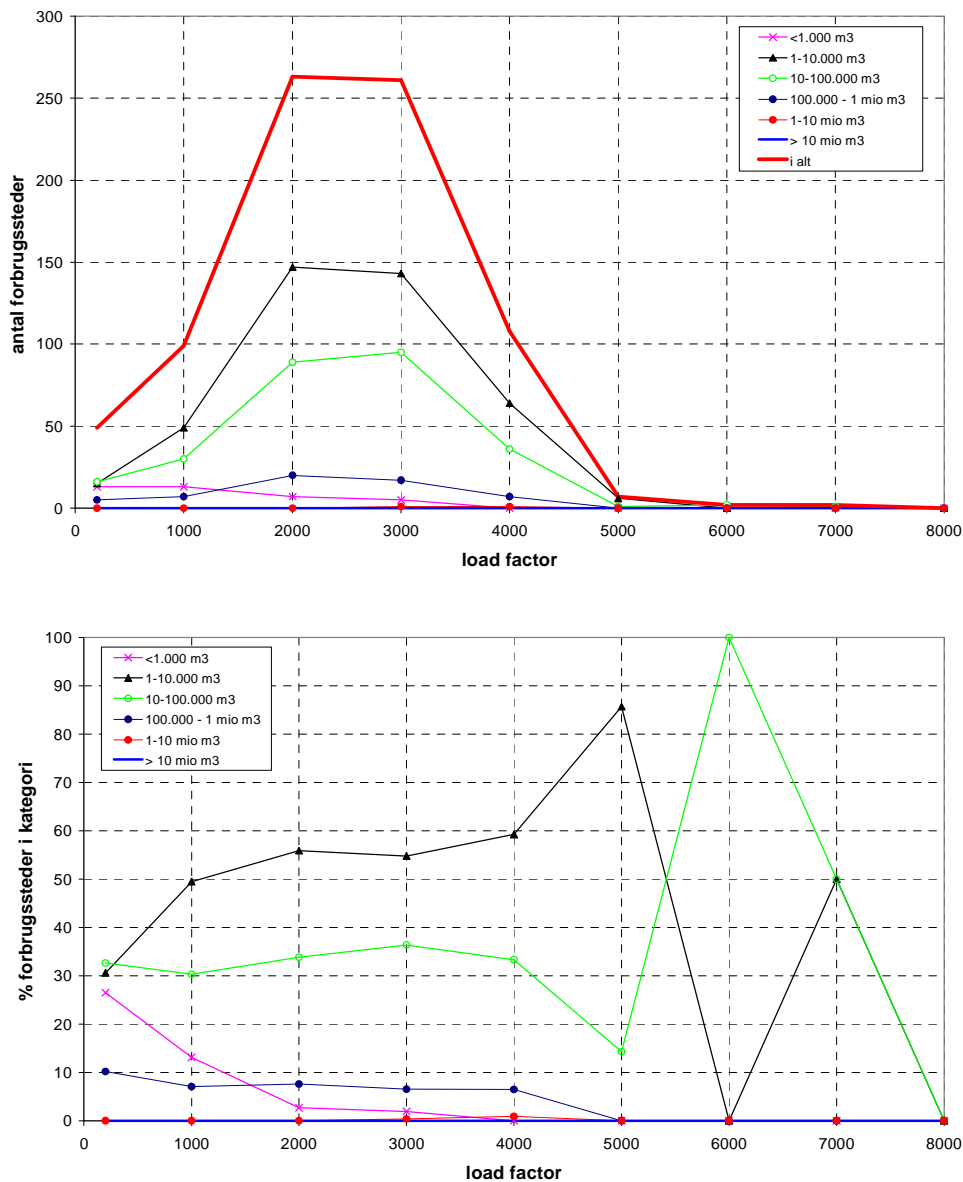 300
250
200
150
100
50
0
antal forbrugssteder
<1.000 m3
1-10.000 m3
10-100.000 m3
100.000 - 1 mio m3
1-10 mio m3
> 10 mio m3
i alt
0 1000 2000 3000 4000 5000 6000 7000 8000
load factor
100
90
80
70
60
50
40
30
20
10
0
% forbrugssteder i kategori
<1.000 m3
1-10.000 m3
10-100.000 m3
100.000 - 1 mio m3
1-10 mio m3
> 10 mio m3
0 1000 2000 3000 4000 5000 6000 7000 8000
load factor